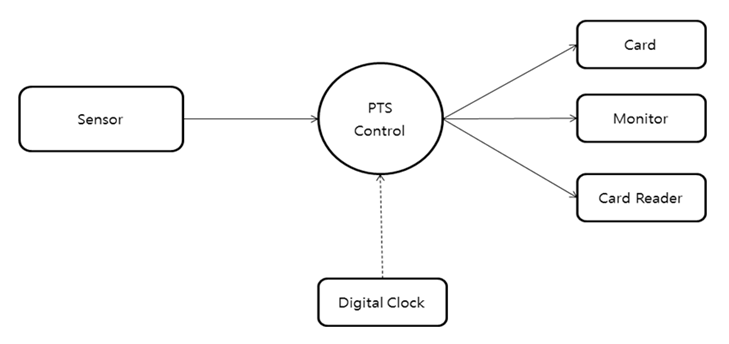 Card
Sensor
PTS
Control
Monitor
Card Reader
Digital Clock